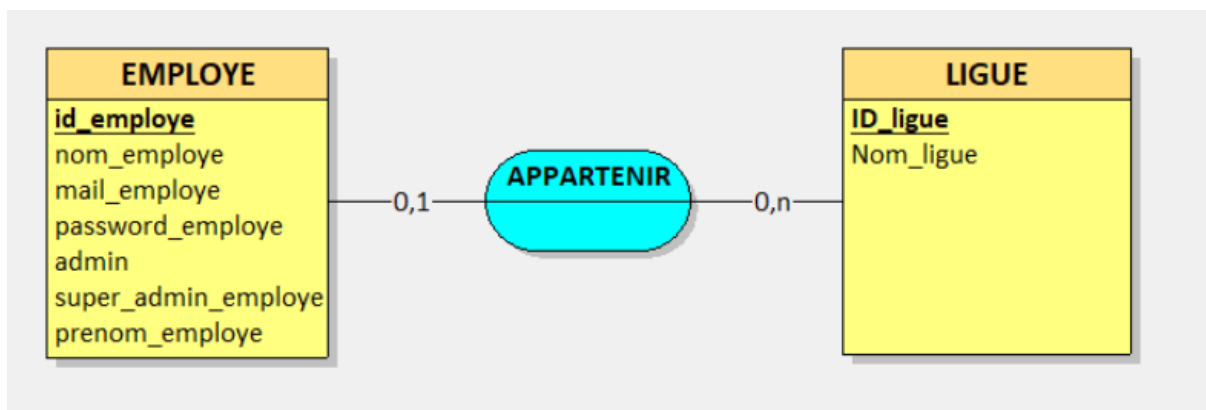 EMPLOYE
id_employe
nom_employe
mail_employe
password_employe
admin
super_admin_employe
prenom_employe
0,1
APPARTENIR
0,n
LIGUE
ID_ligue
Nom_ligue